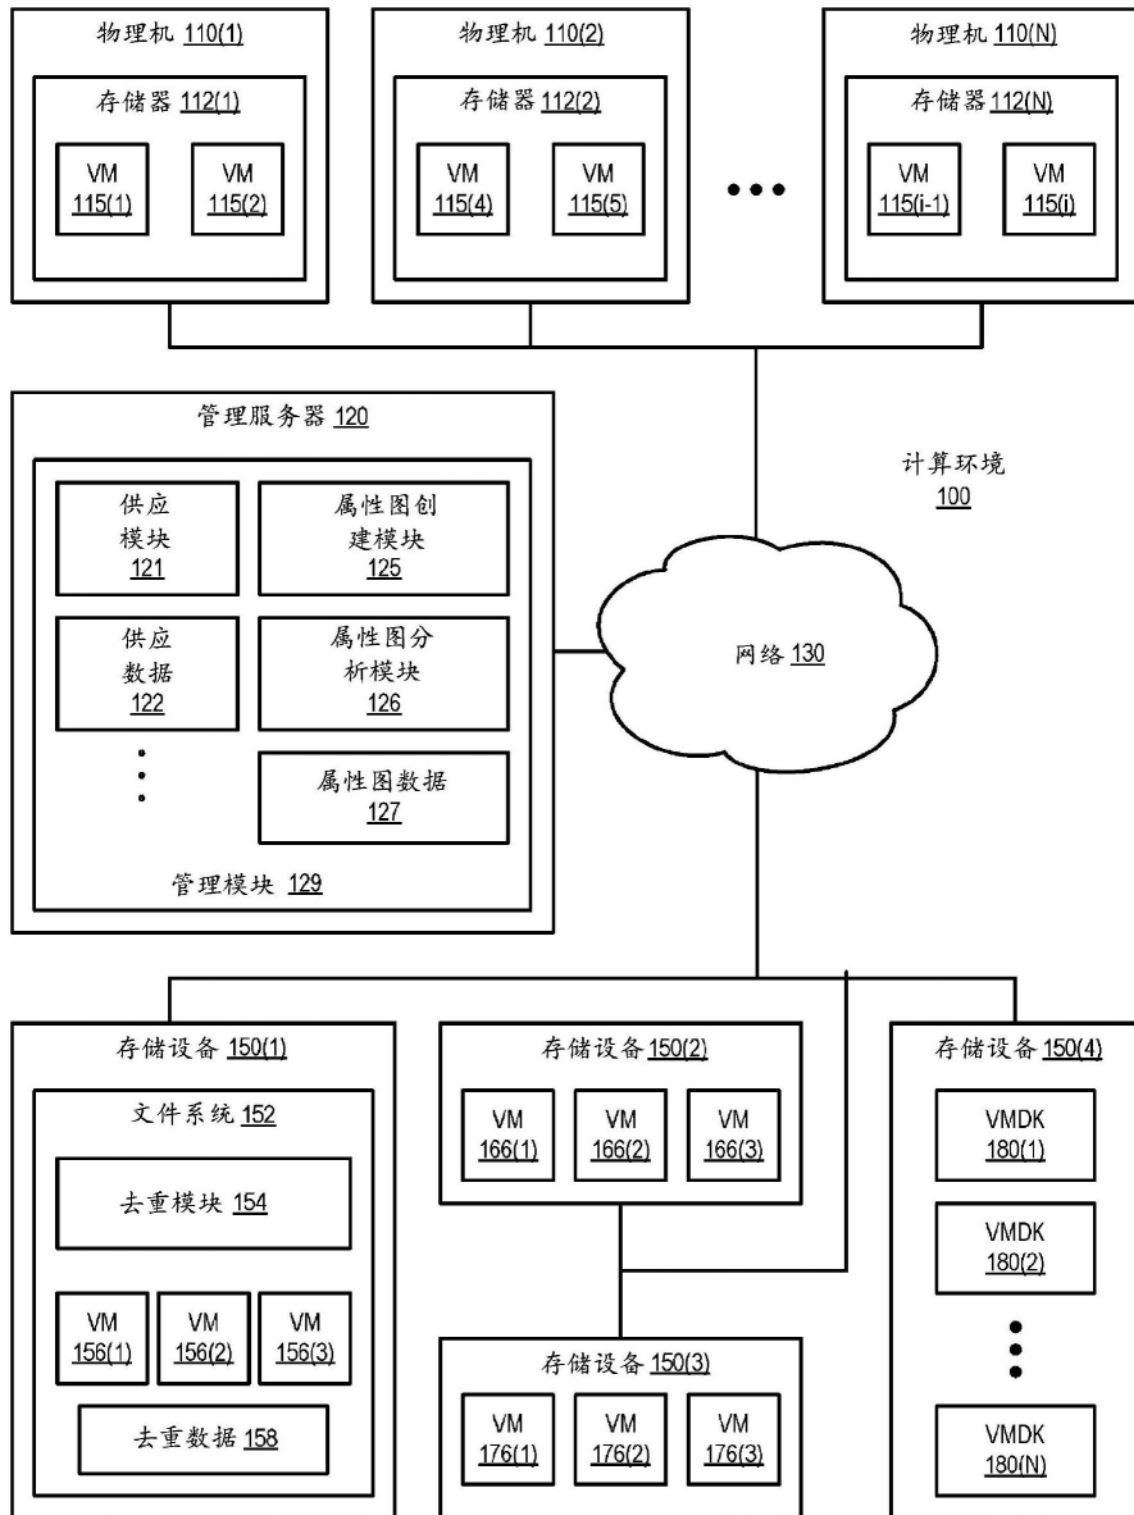 物理机 110(1)
存储器 112(1)
VM
115(1)
VM
115(2)
物理机 110(2)
存储器 112(2)
VM
115(4)
VM
115(5)
物理机 110(N)
存储器 112(N)
VM
115(i-1)
VM
115(i)
管理服务器 120
供应
模块
121
属性图创
建模块
125
供应
数据
122
属性图分
析模块
126
属性图数据
127
管理模块 129
计算环境
100
网络 130
存储设备 150(1)
文件系统 152
去重模块 154
VM
156(1)
VM
156(2)
VM
156(3)
去重数据 158
存储设备 150(2)
VM
166(1)
VM
166(2)
VM
166(3)
存储设备 150(3)
VM
176(1)
VM
176(2)
VM
176(3)
存储设备 150(4)
VMDK
180(1)
VMDK
180(2)
VMDK
180(N)